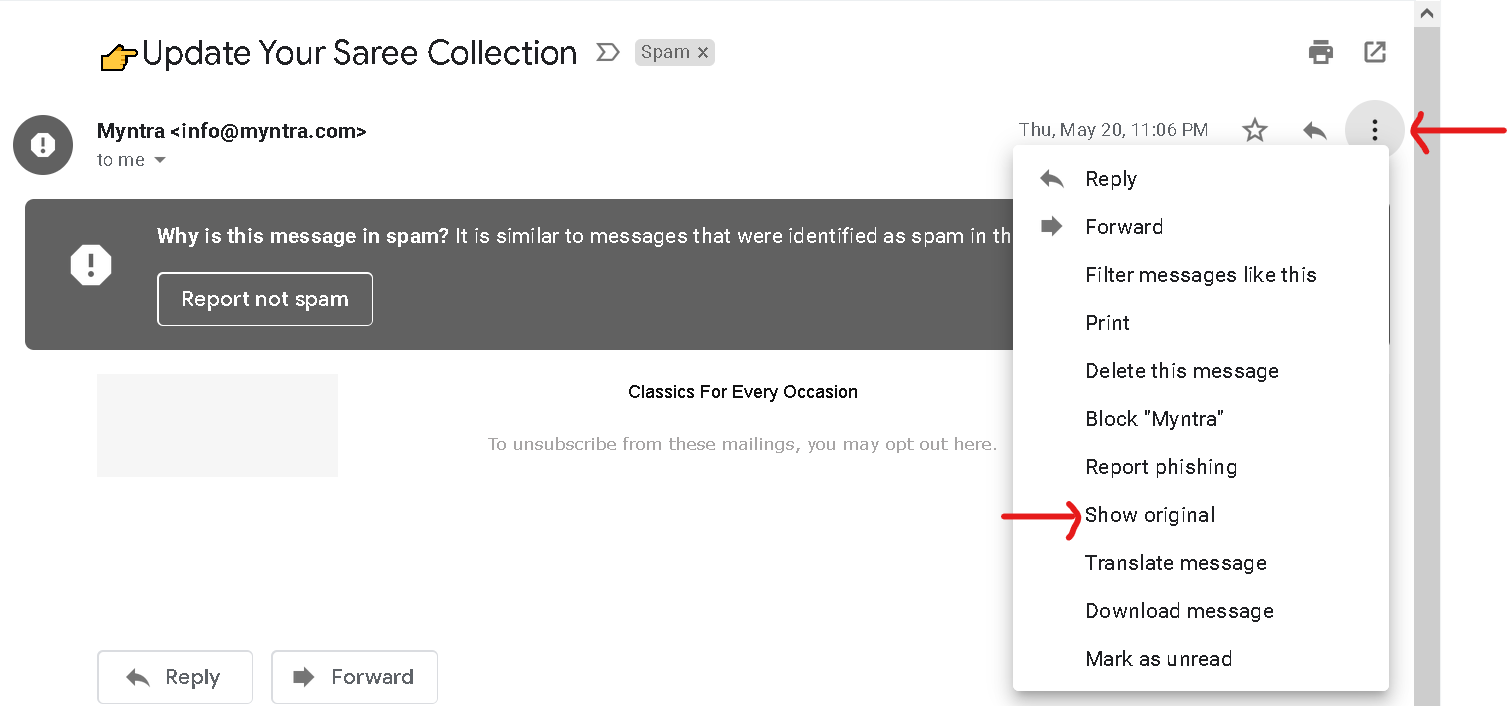 👉Update Your Saree Collection Spam ×
Myntra <info@myntra.com> Thu, May 20, 11:06 PM
to me
Why is this message in spam? It is similar to messages that were identified as spam in th
Report not spam
Classics For Every Occasion
To unsubscribe from these mailings, you may opt out here.
Reply
Forward
Filter messages like this
Print
Delete this message
Block "Myntra"
Report phishing
Show original
Translate message
Download message
Mark as unread
Reply Forward